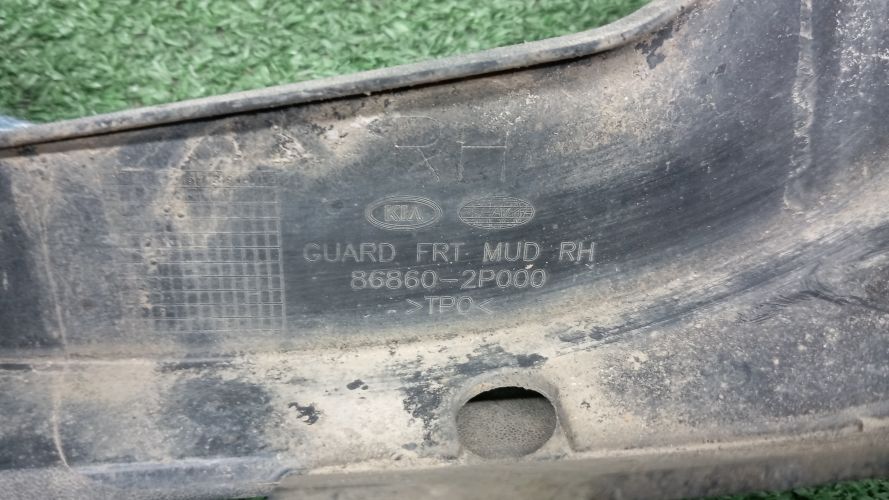 RH
KIA
GUARD FRT MUD RH
86860-2P000
>TPO<